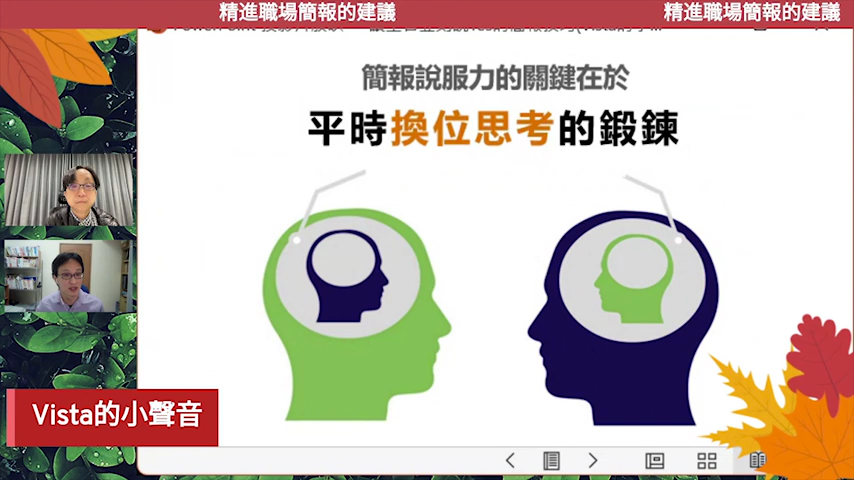 精進職場簡報的建議
精進職場簡報的建議
簡報說服力的關鍵在於
平時換位思考的鍛鍊
Vista的小聲音